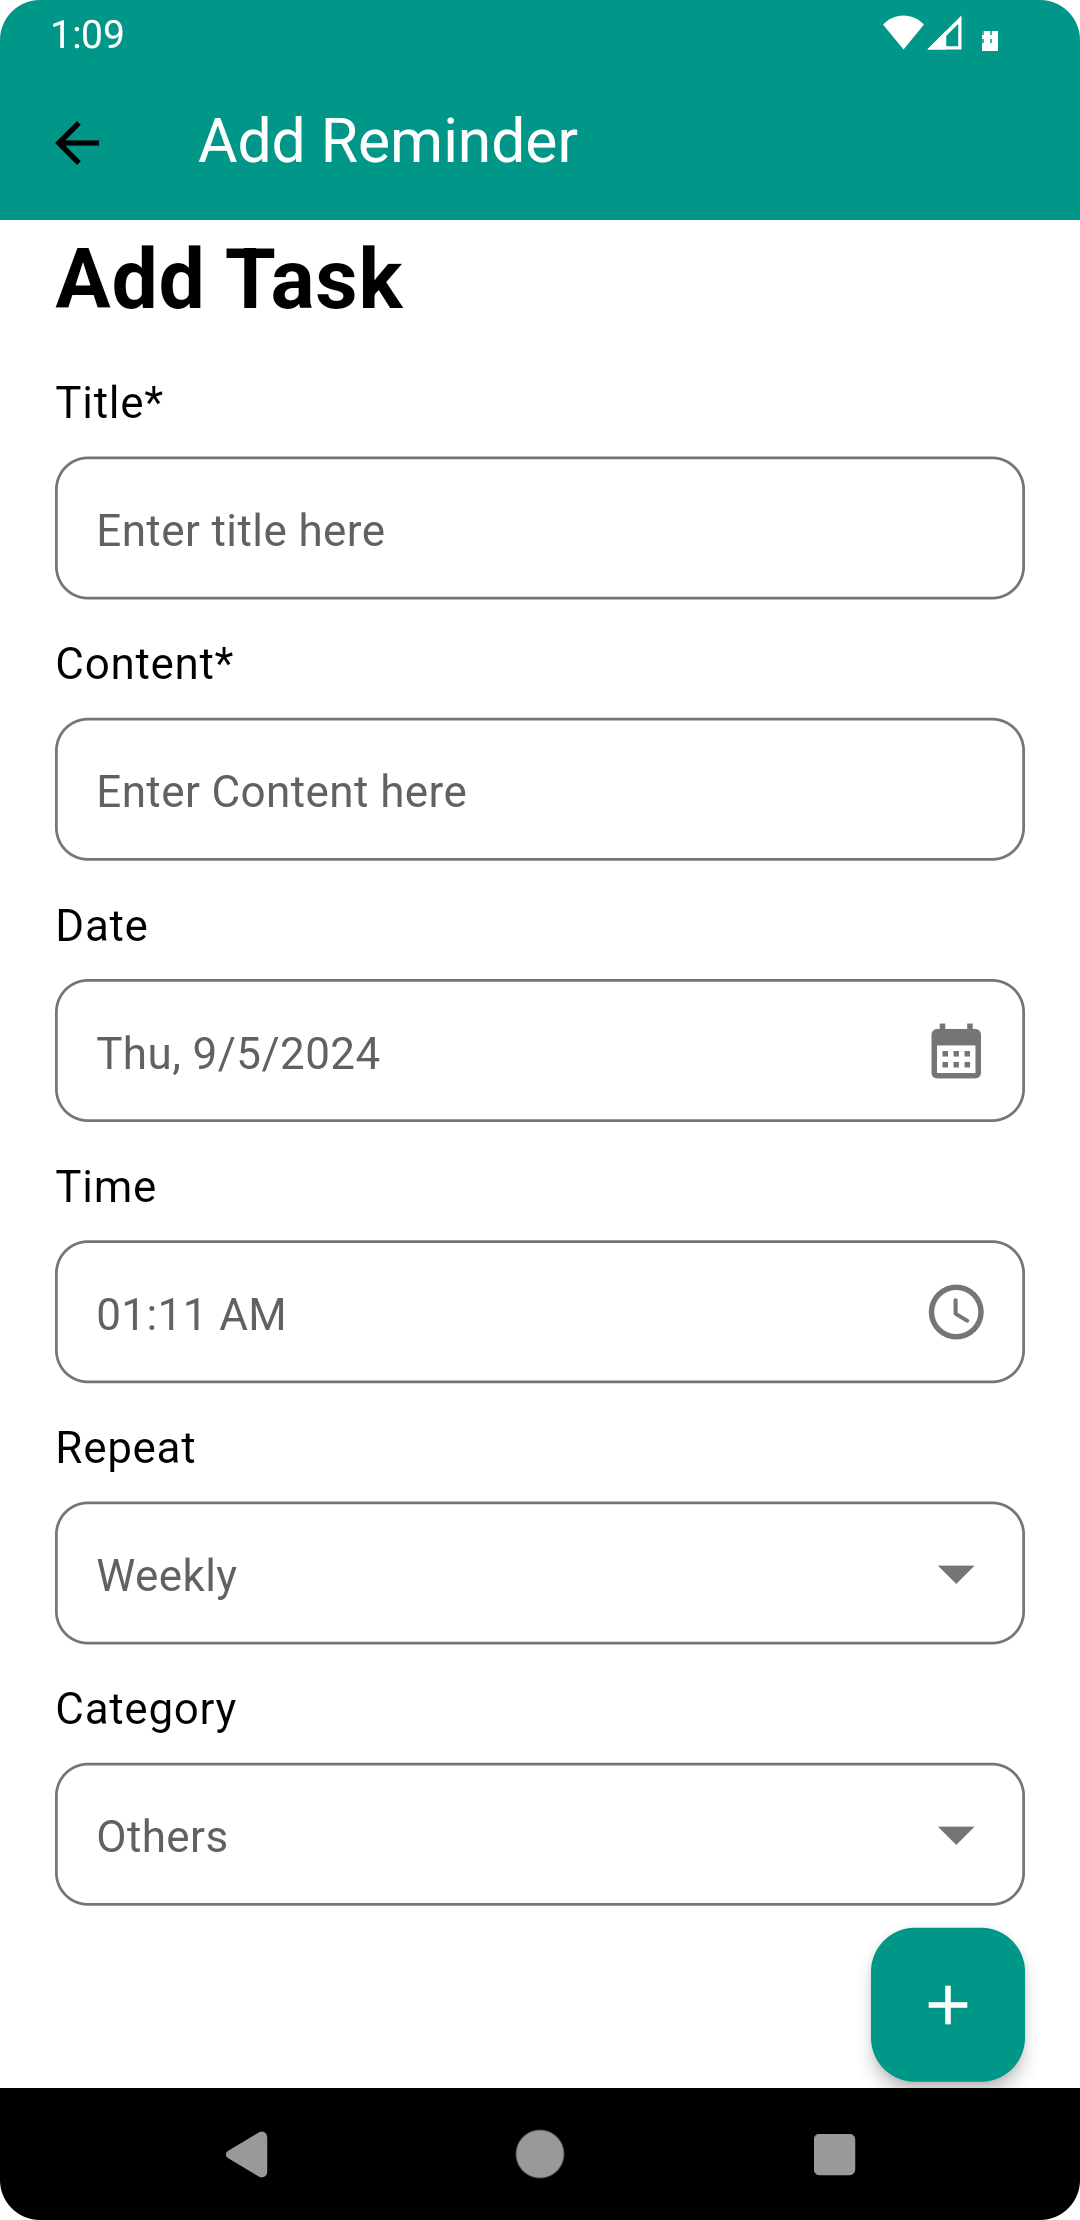 1:09
Add Reminder
Add Task
Title*
Enter title here
Content*
Enter Content here
Date
Thu, 9/5/2024
Time
01:11 AM
Repeat
Weekly
Category
Others